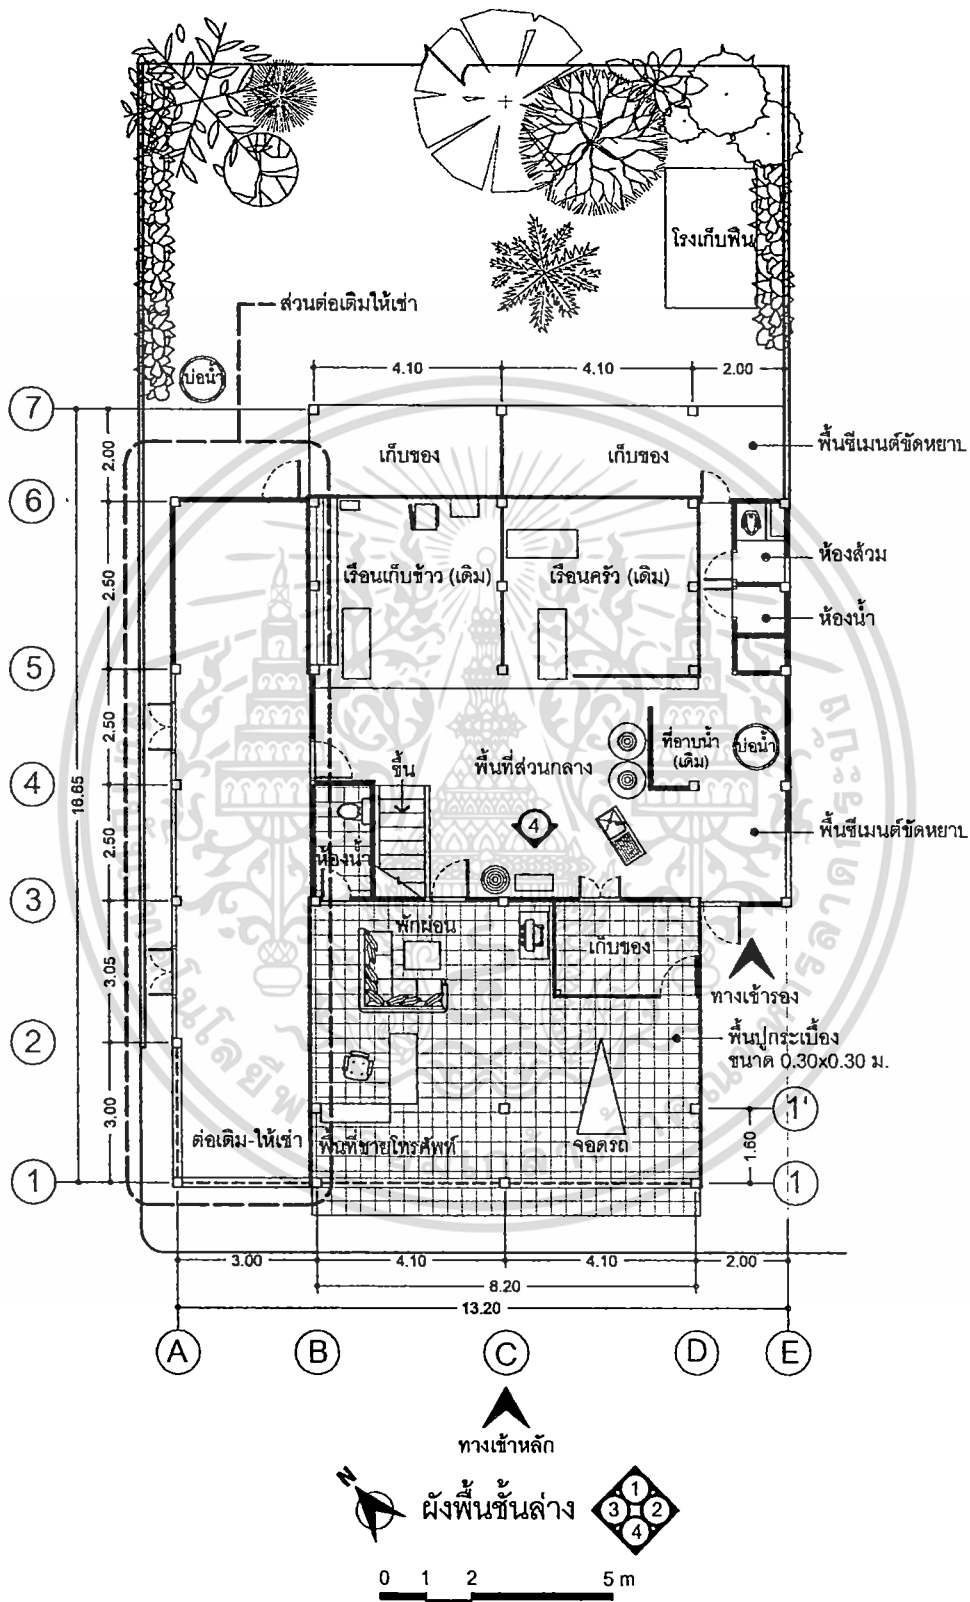 โรงเก็บฟืน
ส่วนต่อเติมให้เช่า
บ่อน้ำ
4.10
4.10
2.00
7
เก็บของ
เก็บของ
พื้นซีเมนต์ขัดหยาบ
2.00
6
เรือนเก็บข้าว (เดิม)
เรือนครัว (เดิม)
ห้องส้วม
2.50
ห้องน้ำ
5
2.50
ขึ้น
พื้นที่ส่วนกลาง
ที่อาบน้ำ
(เดิม)
บ่อน้ำ
4
16.65
4
พื้นซีเมนต์ขัดหยาบ
2.50
ห้องน้ำ
3
พักผ่อน
เก็บของ
3.05
ทางเข้ารอง
2
พื้นปูกระเบื้อง
ขนาด 0.30x0.30 ม.
3.00
1'
ต่อเติม-ให้เช่า
พื้นที่ขายโทรศัพท์
จอดรถ
1.60
1
1
3.00
4.10
4.10
2.00
8.20
13.20
A
B
C
D
E
ทางเข้าหลัก
N
ผังพื้นชั้นล่าง
1
3
2
4
0 1 2 5 m